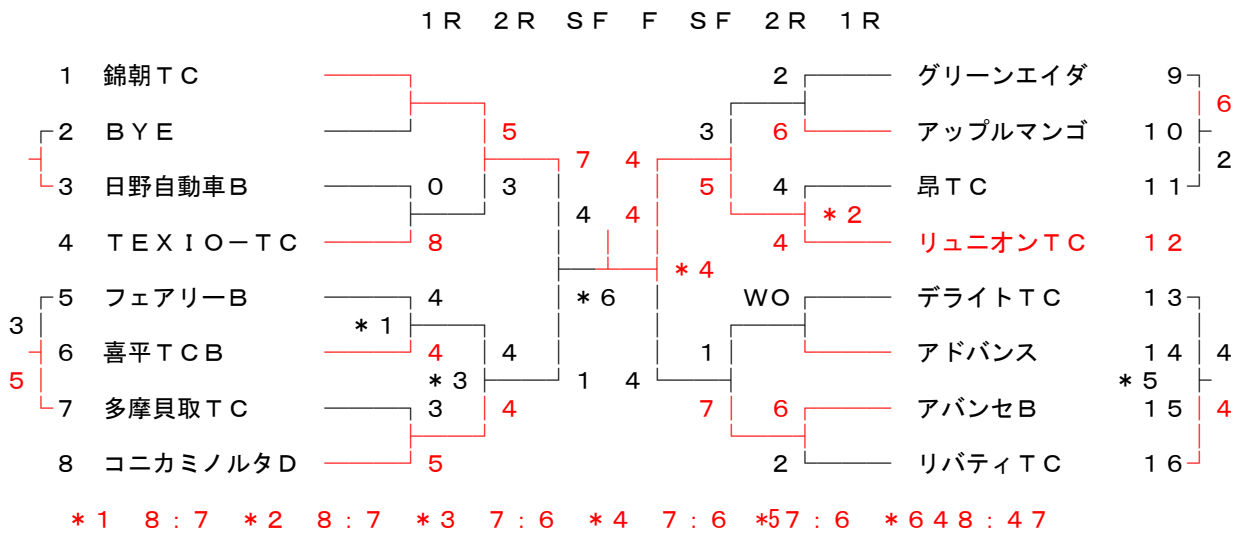 １Ｒ ２Ｒ ＳＦ Ｆ ＳＦ ２Ｒ １Ｒ
１ 錦朝ＴＣ ２ グリーンエイダ ９
６
２ ＢＹＥ ５ ３ ６ アップルマンゴ １０
７ ４ ２
３ 日野自動車Ｂ ０ ３ ５ ４ 昂ＴＣ １１
４ ４ ＊２
４ ＴＥＸＩＯ－ＴＣ ８ ４ リュニオンＴＣ １２
＊４
５ フェアリーＢ ４ ＊６ ＷＯ デライトＴＣ １３
３ ＊１
６ 喜平ＴＣＢ ４ ４ １ アドバンス １４ ４
５ ＊３ １ ４ ＊５
７ 多摩貝取ＴＣ ３ ４ ７ ６ アバンセＢ １５ ４
８ コニカミノルタＤ ５ ２ リバティＴＣ １６
＊１ ８：７ ＊２ ８：７ ＊３ ７：６ ＊４ ７：６ *5７：６ ＊６４８：４７